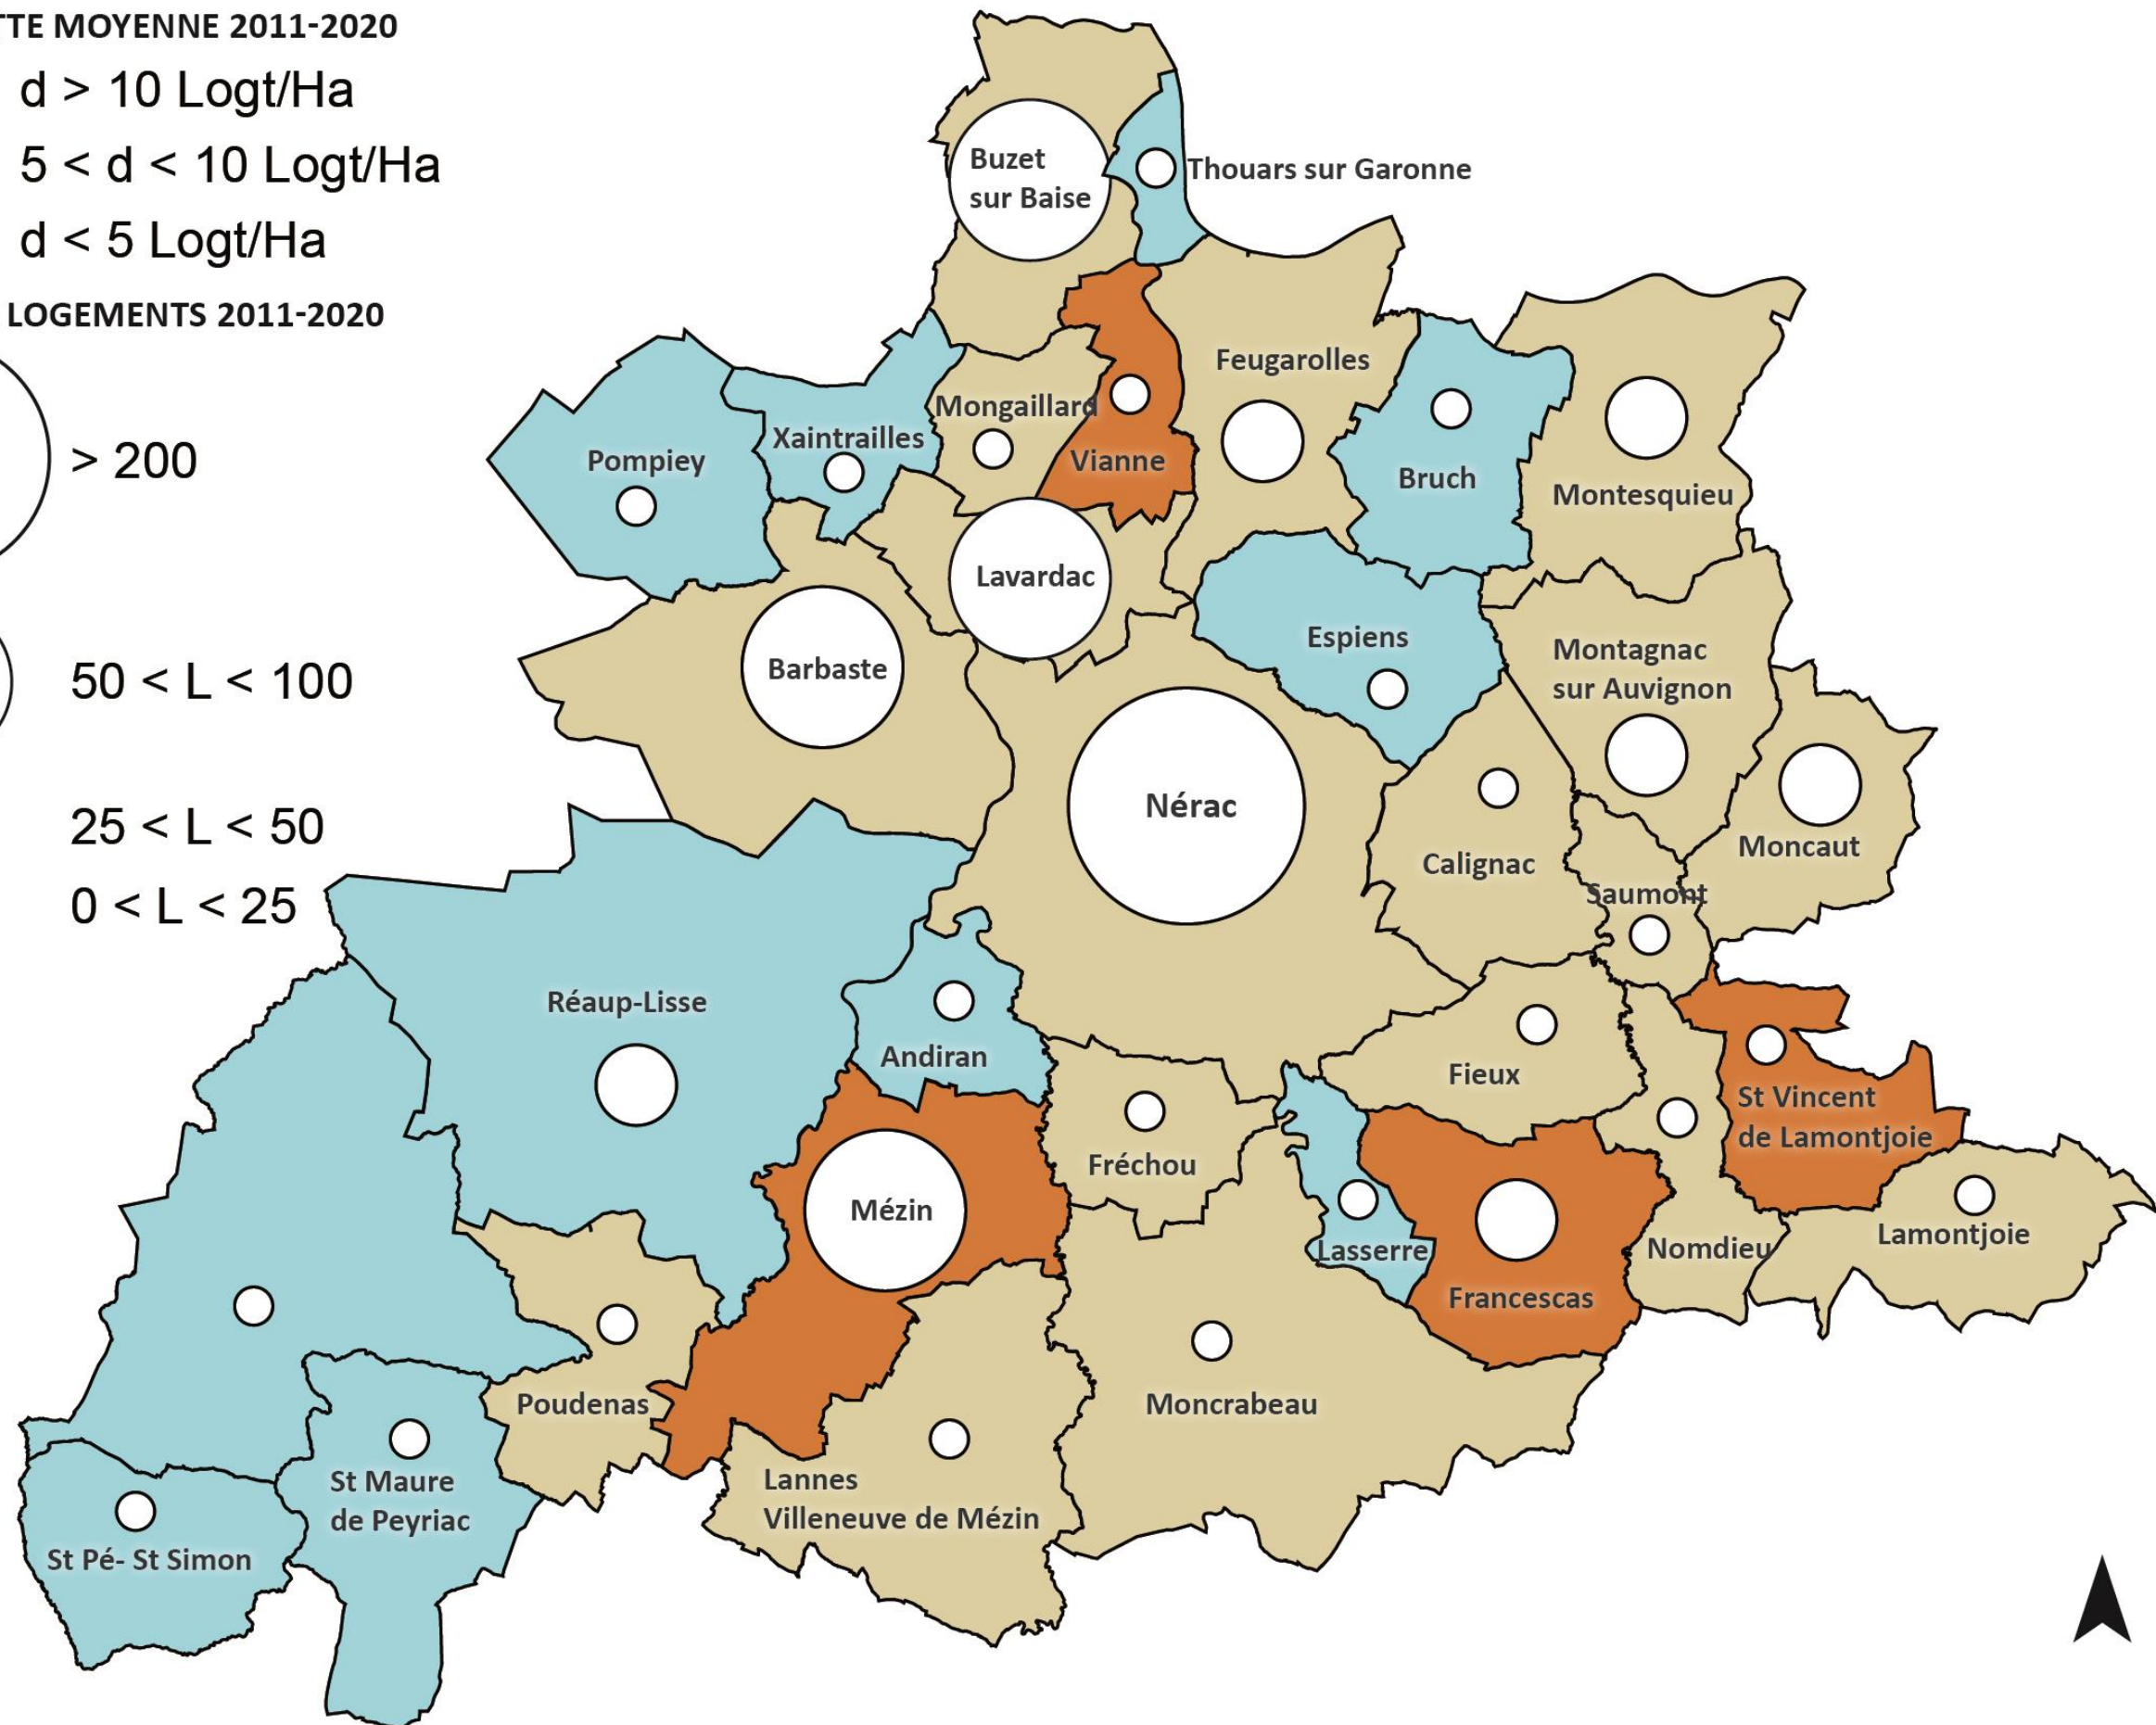 TTE MOYENNE 2011-2020
d > 10 Logt/Ha
5 < d < 10 Logt/Ha
d < 5 Logt/Ha
LOGEMENTS 2011-2020
> 200
50 < L < 100
25 < L < 50
0 < L < 25
Buzet
sur Baise
Thouars sur Garonne
Feugarolles
Mongaillard
Xaintrailles
Pompiey
Vianne
Bruch
Montesquieu
Lavardac
Espiens
Barbaste
Montagnac
sur Auvignon
Nérac
Moncaut
Calignac
Saumont
Réaup-Lisse
Andiran
Fieux
St Vincent
de Lamontjoie
Fréchou
Mézin
Lasserre
Nomdieu
Lamontjoie
Francescas
Poudenas
Moncrabeau
Lannes
Villeneuve de Mézin
St Maure
de Peyriac
St Pé- St Simon